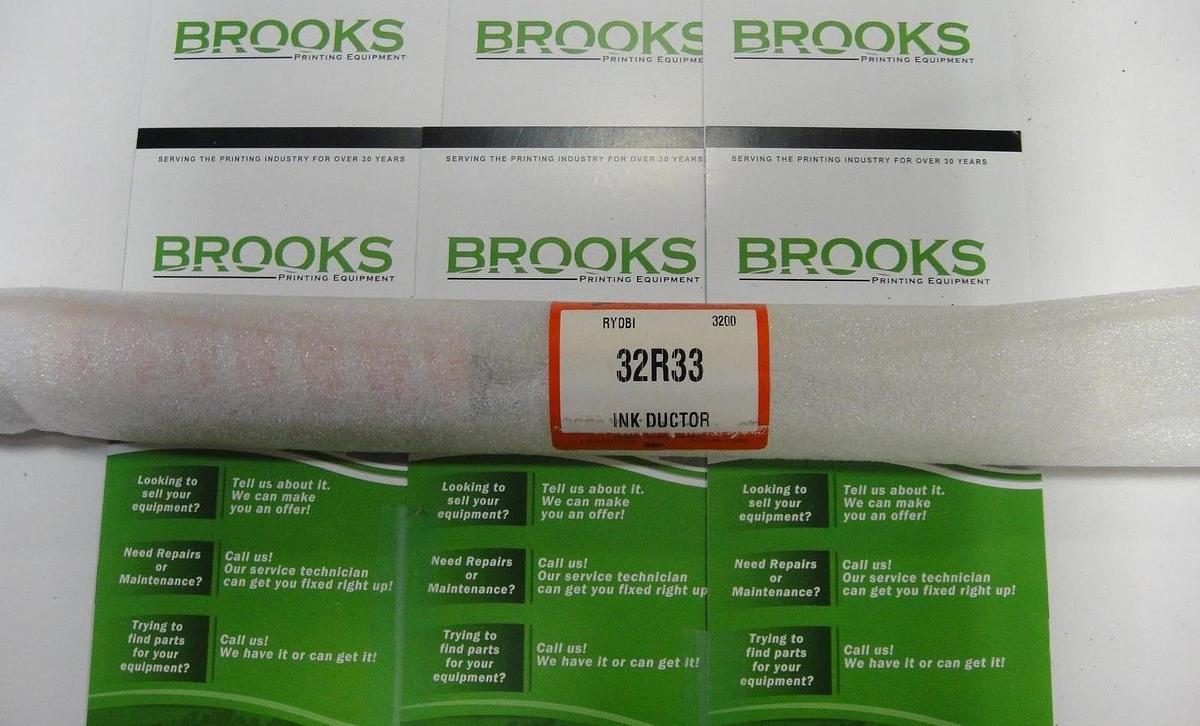 BROOKS
PRINTING EQUIPMENT
BROOKS
PRINTING EQUIPME
BROOKS
PRINTING EQUIPMENT
SERVING THE PRINTING INDUSTRY FOR OVER 30 YEARS
SERVING THE PRINTING INDUSTRY FOR OVER 30 YEARS
SERVING THE PRINTING INDUSTRY FOR OVER 30 YEARS
BROOKS
PRINTING EQUIPMENT
BROOKS
PRINTING EQUIPMENT
BROOKS
PRINTING EQUIPMENT
RYOBI 3200
32R33
INK DUCTOR
Looking to
sell your
equipment?
Tell us about it.
We can make
you an offer!
Need Repairs
or
Maintenance?
Call us!
Our service technician
can get you fixed right up!
Trying to
find parts
for your
equipment?
Call us!
We have it or can get it!
Looking to
sell your
equipment?
Tell us about it.
We can make
you an offer!
Need Repairs
or
Maintenance?
Call us!
Our service technician
can get you fixed right up
Trying to
find parts
for your
equipment?
Call us!
We have it or can get it!
Looking to
sell your
equipment?
Tell us about it.
We can make
you an offer!
Need Repairs
or
Maintenance?
Call us!
Our service technician
can get you fixed right up!
Trying to
find parts
for your
equipment?
Call us!
We have it or can get it!